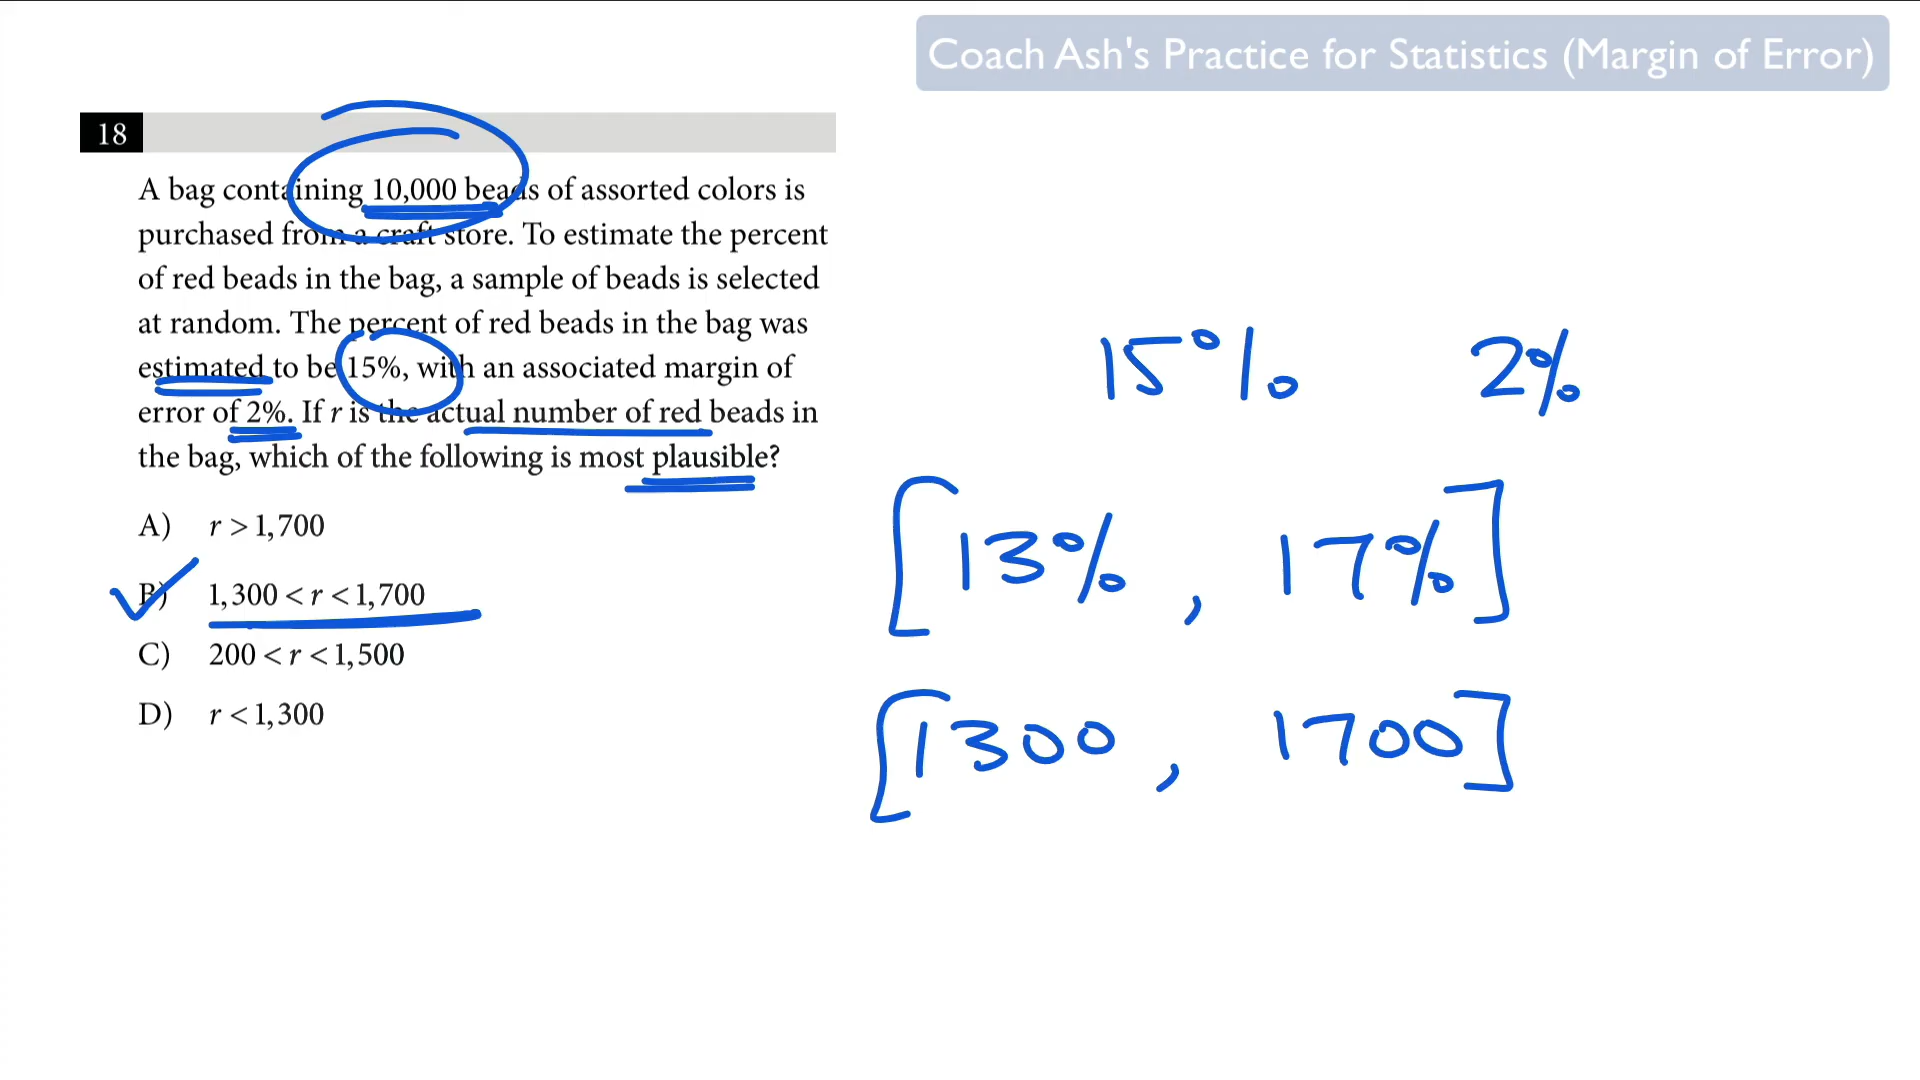 Coach Ash's Practice for Statistics (Margin of Error)
18
A bag containing 10,000 beads of assorted colors is
purchased from a craft store. To estimate the percent
of red beads in the bag, a sample of beads is selected
at random. The percent of red beads in the bag was
estimated to be 15%, with an associated margin of
error of 2%. If r is the actual number of red beads in
the bag, which of the following is most plausible?
A) r > 1,700
B) 1,300 < r < 1,700
C) 200 < r < 1,500
D) r < 1,300
15% 2%
[13%, 17%]
[1300, 1700]